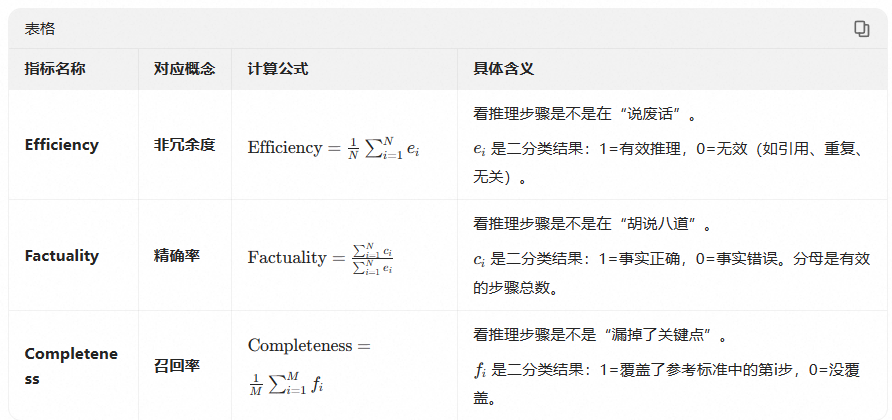 表格
指标名称 对应概念 计算公式 具体含义
看推理步骤是不是在“说废话”。
Efficiency 非冗余度 Efficiency = \frac{1}{N} \sum_{i=1}^{N} e_i e_i 是二分类结果：1=有效推理，0=无效（如引用、重复、
无关）。
看推理步骤是不是在“胡说八道”。
Factuality 精确率 Factuality = \frac{\sum_{i=1}^{N} c_i}{\sum_{i=1}^{N} e_i} c_i 是二分类结果：1=事实正确，0=事实错误。分母是有效
的步骤总数。
看推理步骤是不是“漏掉了关键点”。
Completene
ss 召回率 Completeness =
\frac{1}{M} \sum_{i=1}^{M} f_i f_i 是二分类结果：1=覆盖了参考标准中的第i步，0=没覆
盖。